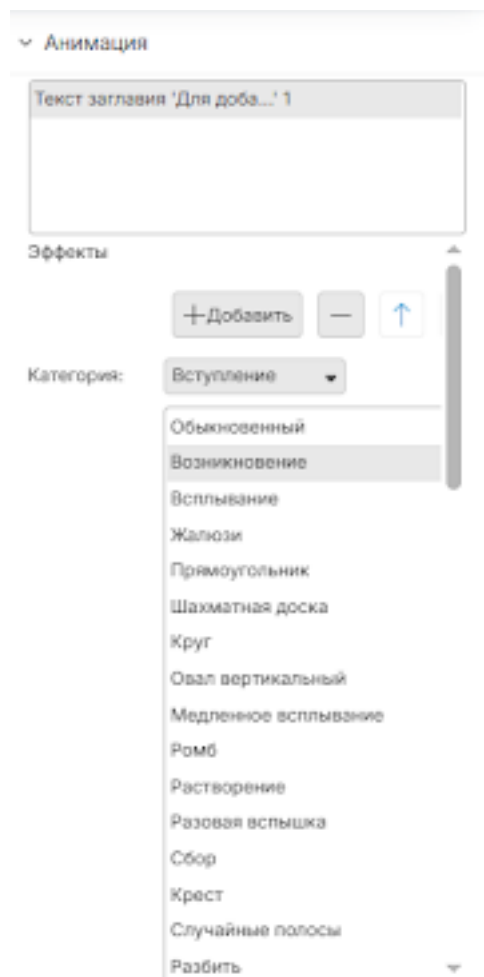 Анимация
Текст заглавия 'Для доба...' 1
Эффекты
+Добавить —
Категория: Вступление
Обыкновенный
Возникновение
Всплывание
Жалюзи
Прямоугольник
Шахматная доска
Круг
Овал вертикальный
Медленное всплывание
Ромб
Растворение
Разовая вспышка
Сбор
Крест
Случайные полосы
Разбить